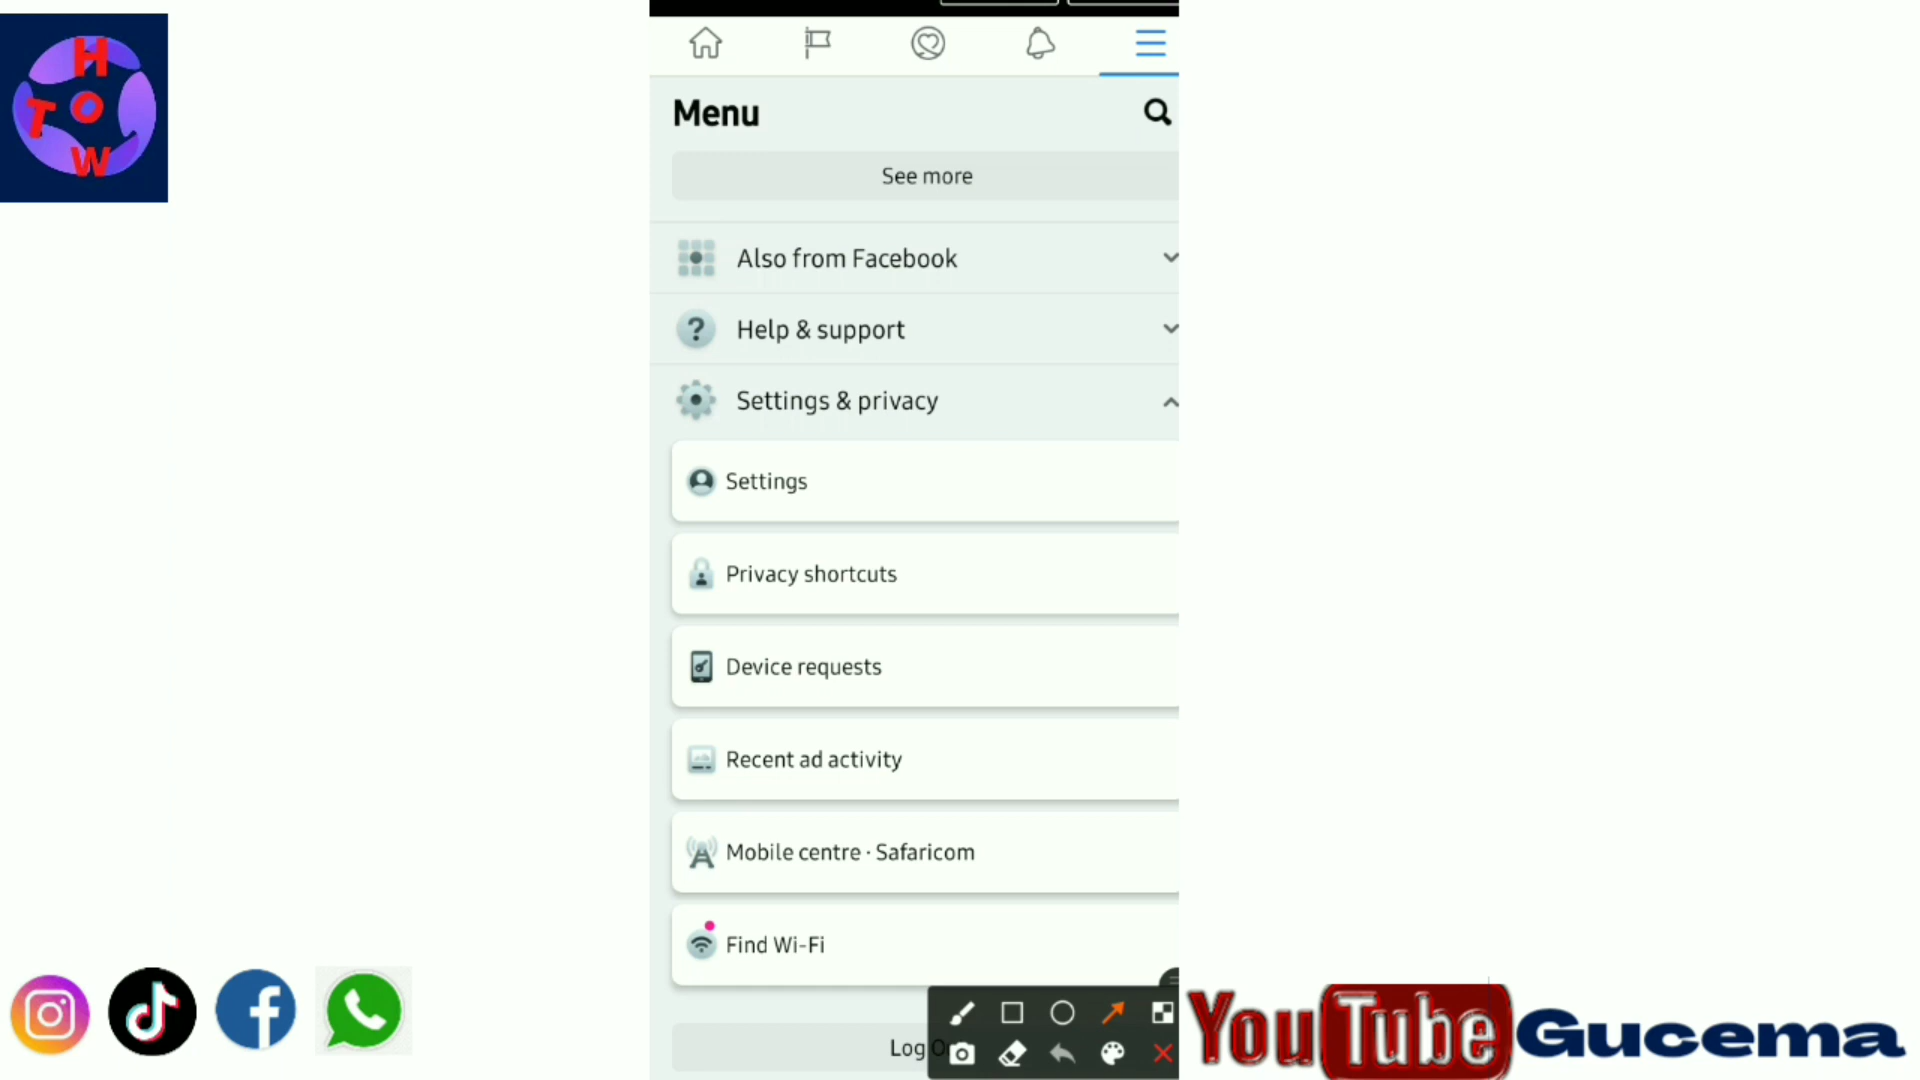 H
T O
W
Menu
See more
Also from Facebook
Help & support
Settings & privacy
Settings
Privacy shortcuts
Device requests
Recent ad activity
Mobile centre · Safaricom
Find Wi-Fi
Log O
YouTube Gucema